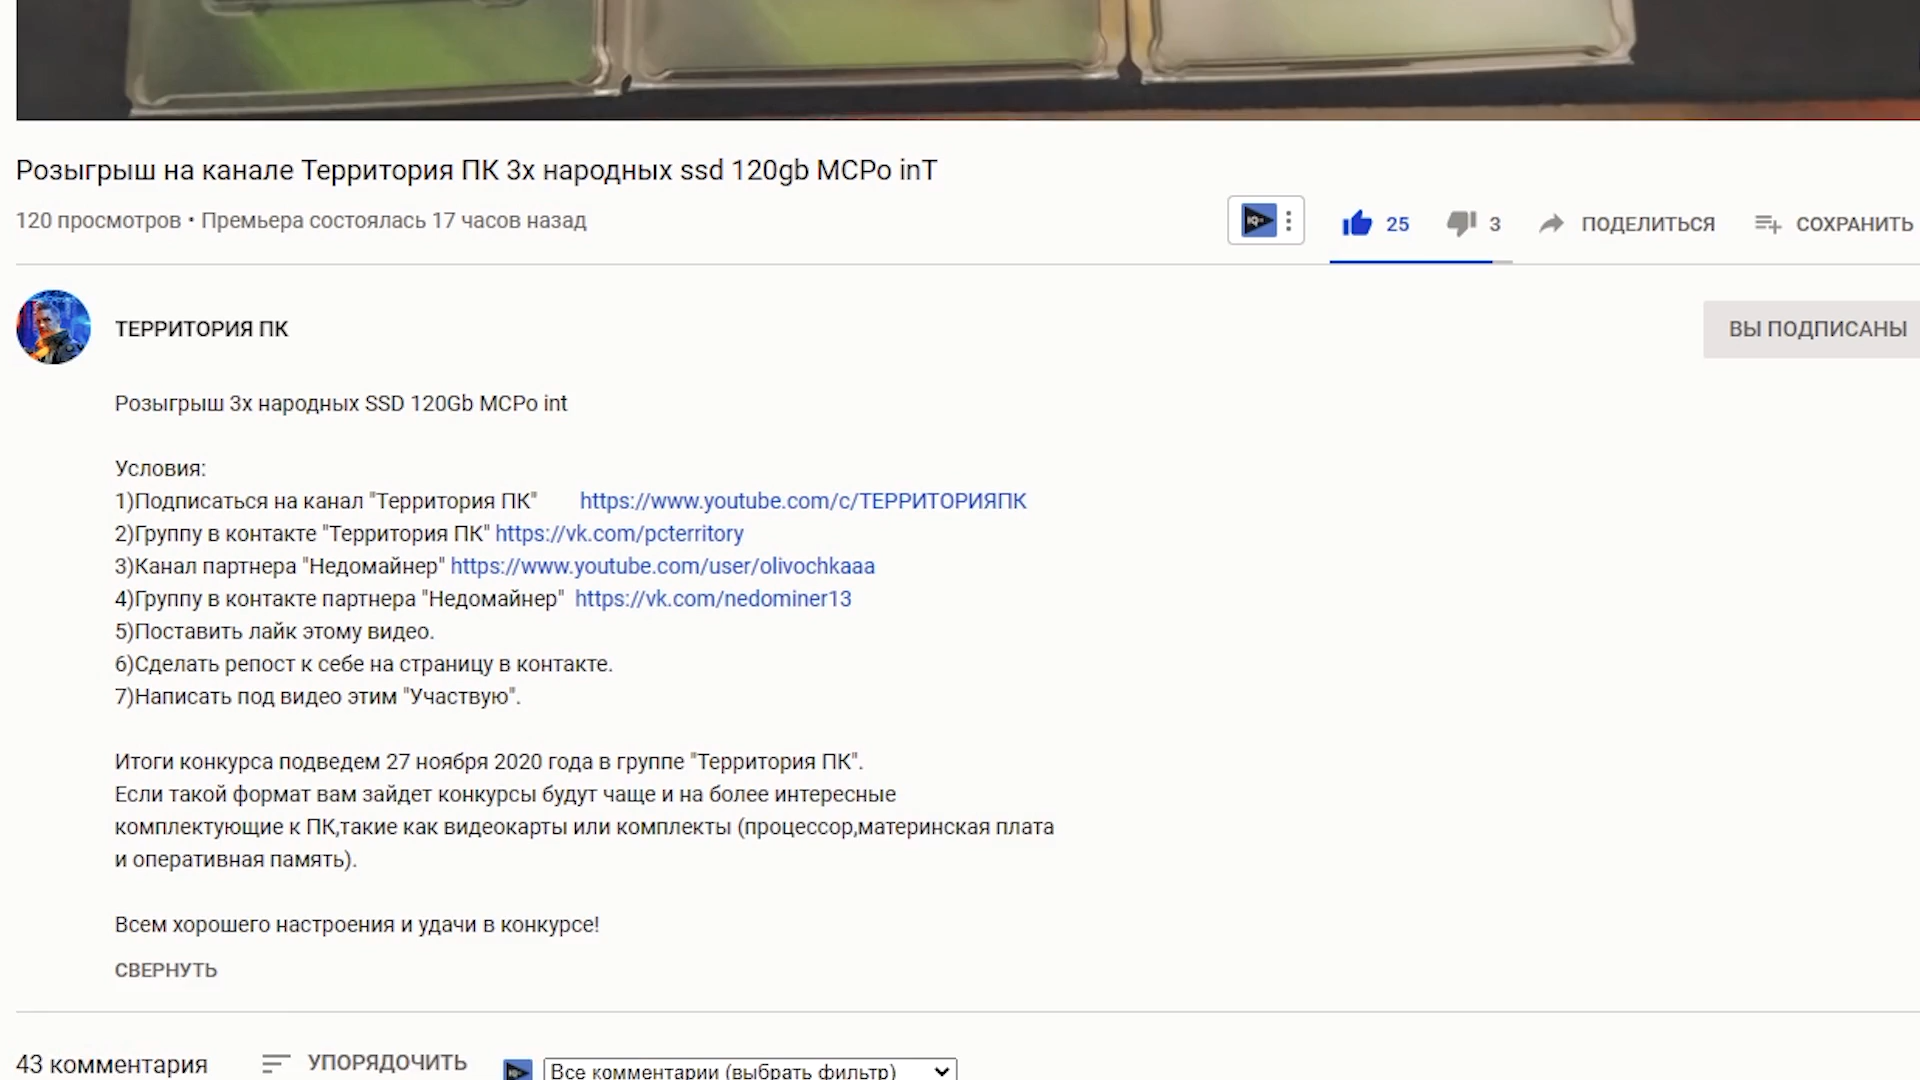 Розыгрыш на канале Территория ПК 3х народных ssd 120gb MCPo inT
120 просмотров • Премьера состоялась 17 часов назад
25
3
ПОДЕЛИТЬСЯ
СОХРАНИТЬ
ТЕРРИТОРИЯ ПК
ВЫ ПОДПИСАНЫ
Розыгрыш 3х народных SSD 120Gb MCPo int
Условия:
1)Подписаться на канал "Территория ПК" https://www.youtube.com/c/ТЕРРИТОРИЯПК
2)Группу в контакте "Территория ПК" https://vk.com/pcterritory
3)Канал партнера "Недомайнер" https://www.youtube.com/user/olivochkaaa
4)Группу в контакте партнера "Недомайнер" https://vk.com/nedominer13
5)Поставить лайк этому видео.
6)Сделать репост к себе на страницу в контакте.
7)Написать под видео этим "Участвую".
Итоги конкурса подведем 27 ноября 2020 года в группе "Территория ПК".
Если такой формат вам зайдет конкурсы будут чаще и на более интересные
комплектующие к ПК,такие как видеокарты или комплекты (процессор,материнская плата
и оперативная память).
Всем хорошего настроения и удачи в конкурсе!
СВЕРНУТЬ
43 комментария
УПОРЯДОЧИТЬ
Все комментарии (выбрать фильтр)